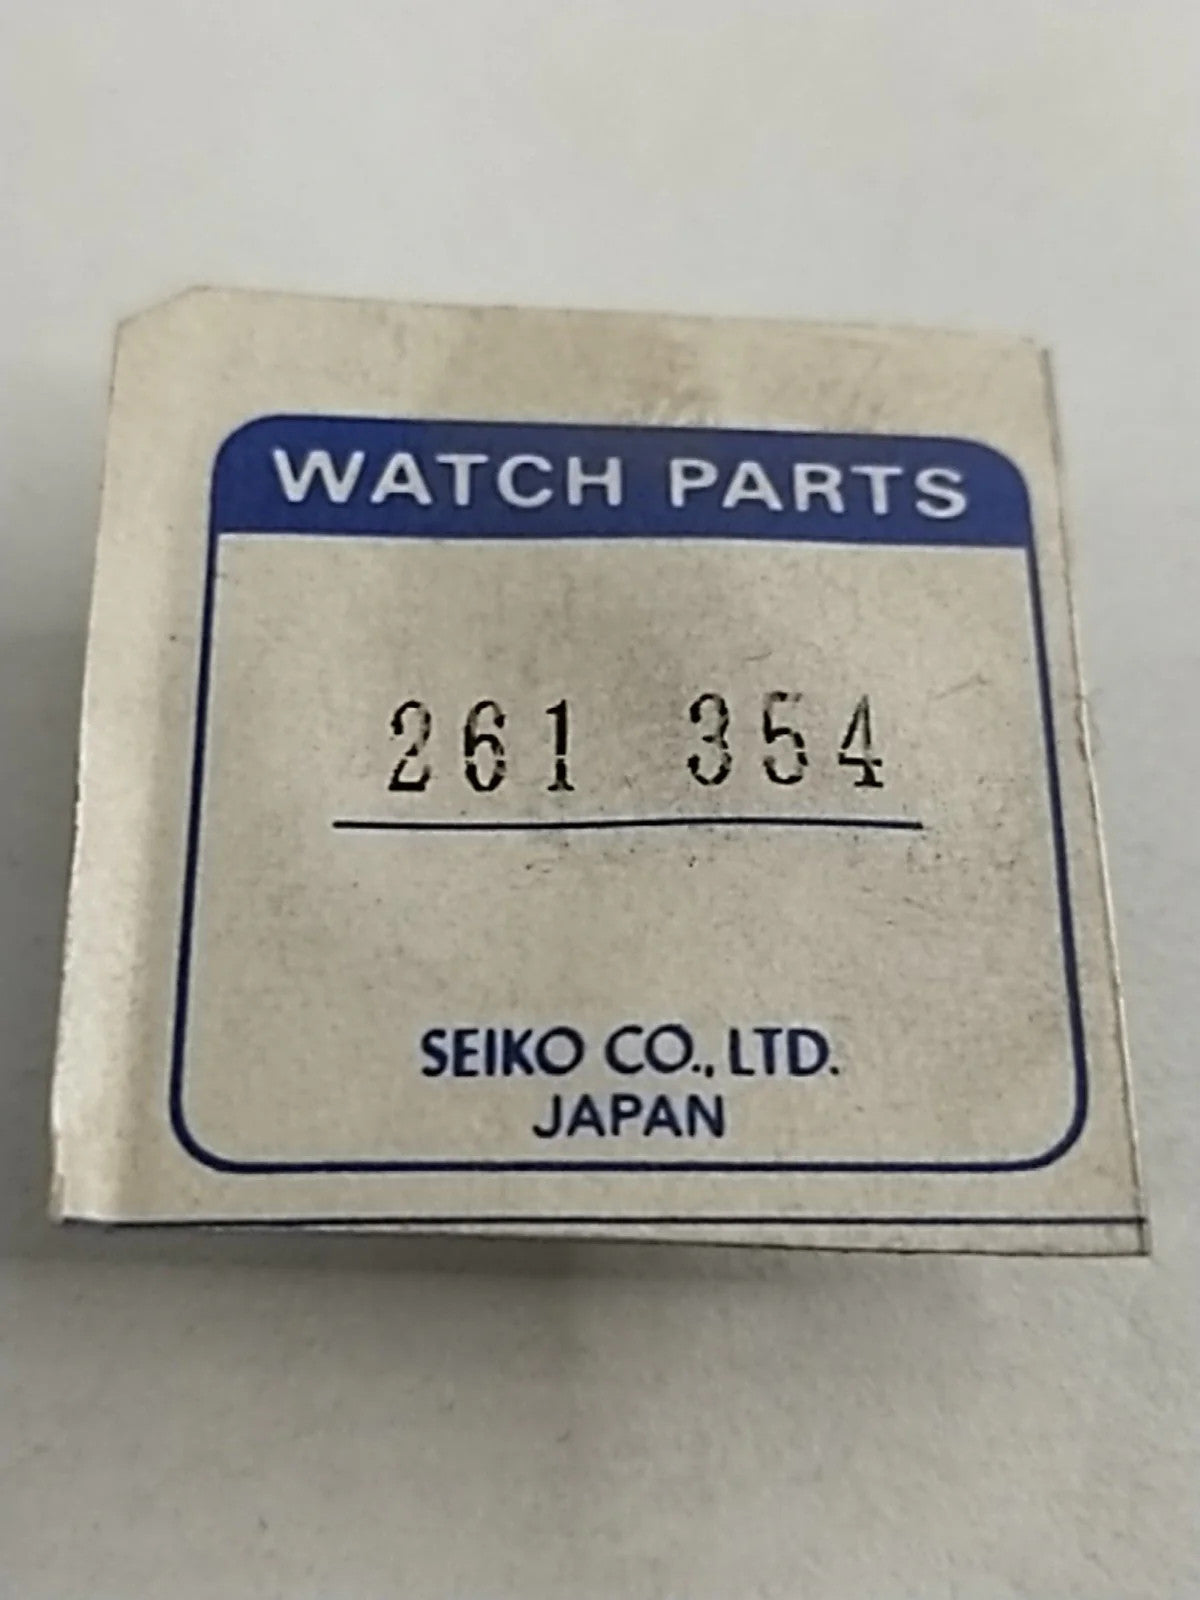 WATCH PARTS
261 354
SEIKO CO., LTD.
JAPAN